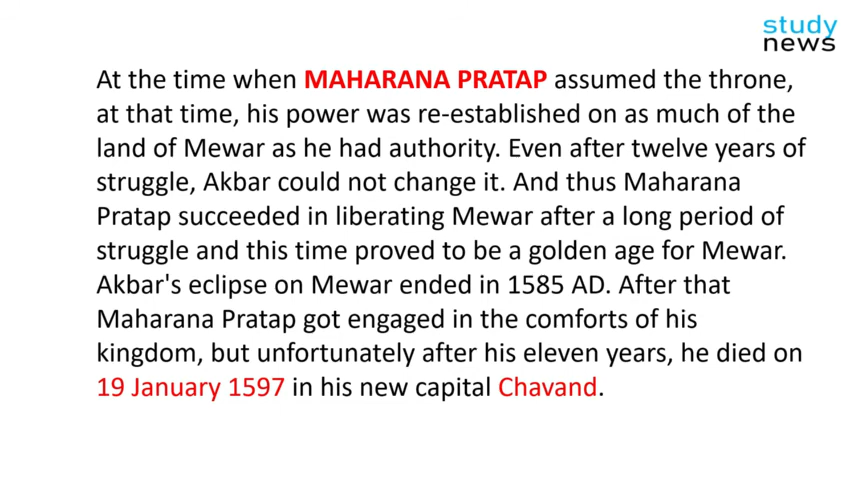 study
news
At the time when MAHARANA PRATAP assumed the throne,
at that time, his power was re-established on as much of the
land of Mewar as he had authority. Even after twelve years of
struggle, Akbar could not change it. And thus Maharana
Pratap succeeded in liberating Mewar after a long period of
struggle and this time proved to be a golden age for Mewar.
Akbar's eclipse on Mewar ended in 1585 AD. After that
Maharana Pratap got engaged in the comforts of his
kingdom, but unfortunately after his eleven years, he died on
19 January 1597 in his new capital Chavand.